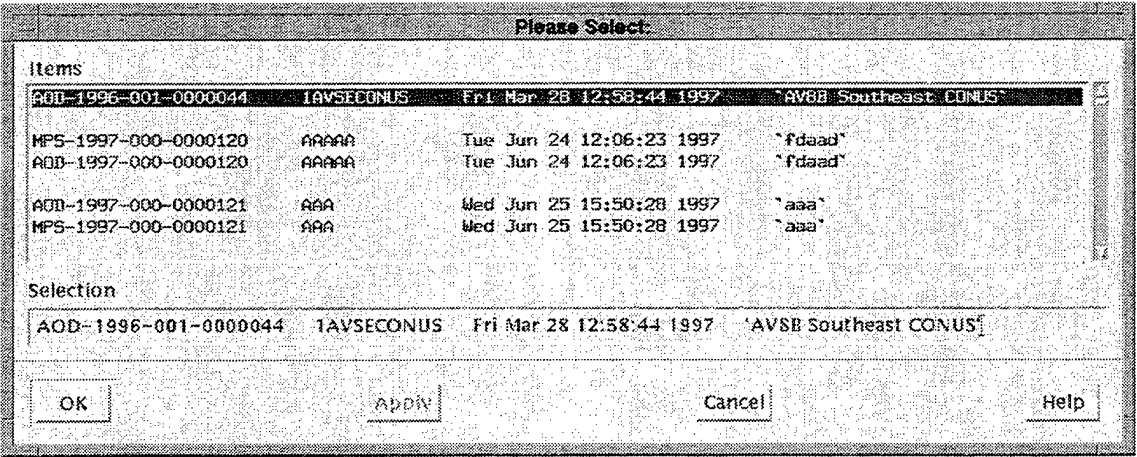 Please Select:
Items
AOD-1996-001-0000044 1AVSECONUS Fri Mar 28 12:58:44 1997 `AV8B Southeast CONUS`
MPS-1997-000-0000120 AAAAA Tue Jun 24 12:06:23 1997 `fdaad`
AOD-1997-000-0000120 AAAAA Tue Jun 24 12:06:23 1997 `fdaad`
AOD-1997-000-0000121 AAA Wed Jun 25 15:50:28 1997 `aaa`
MPS-1997-000-0000121 AAA Wed Jun 25 15:50:28 1997 `aaa`
Selection
AOD-1996-001-0000044 1AVSECONUS Fri Mar 28 12:58:44 1997 `AV8B Southeast CONUS`
OK Apply Cancel Help